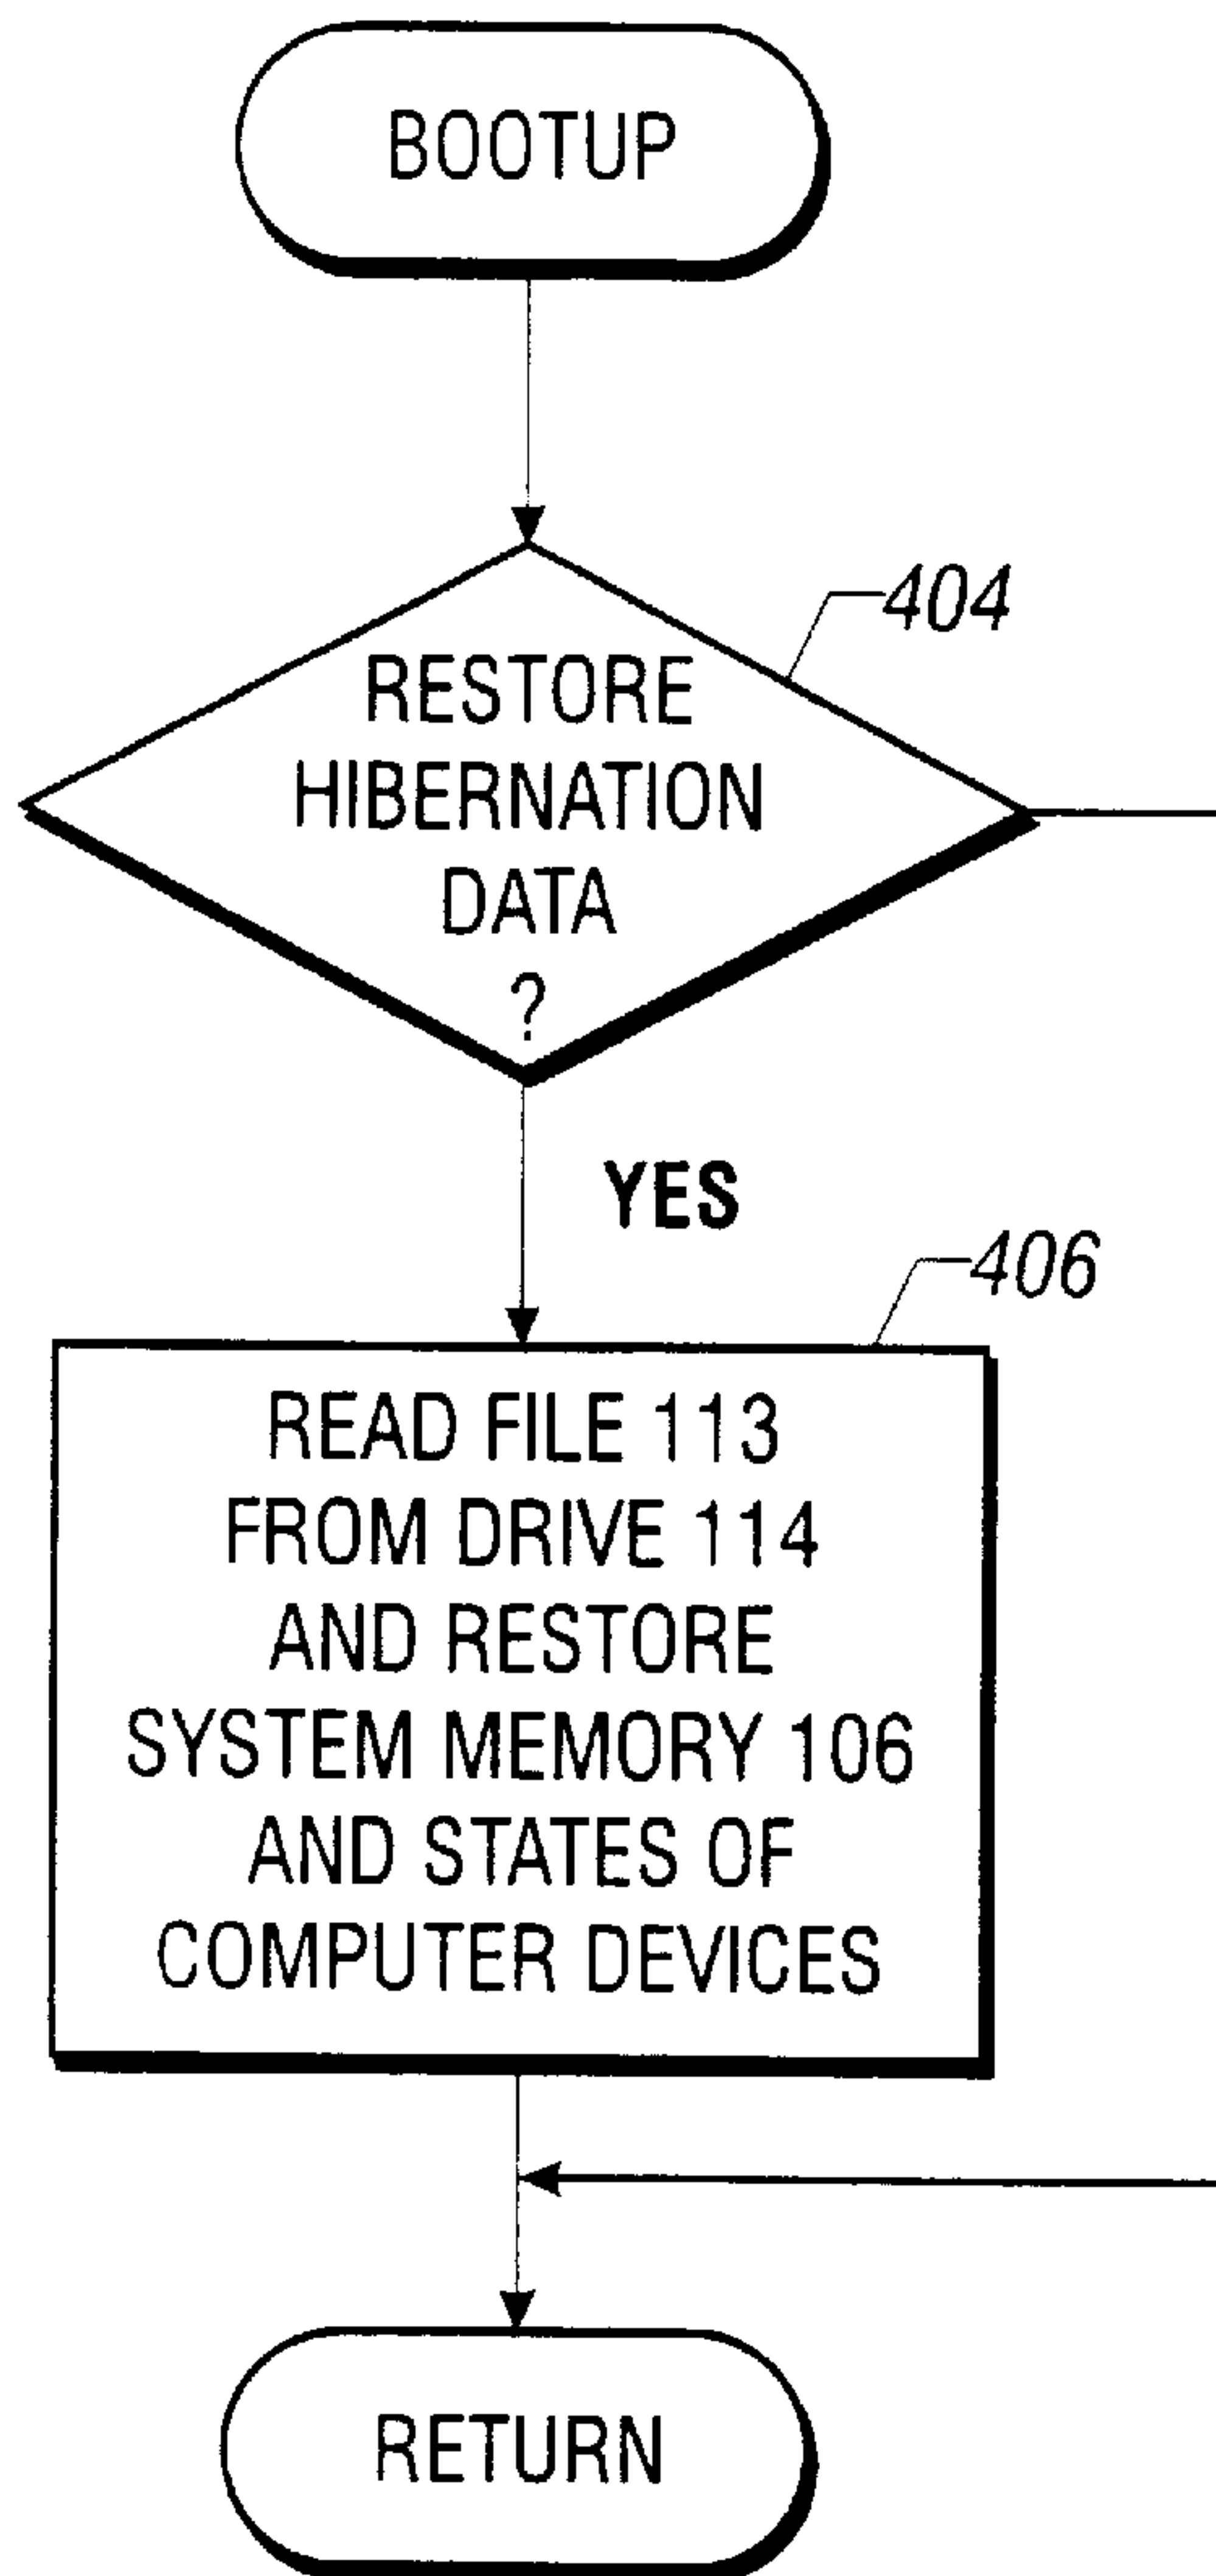 BOOTUP
404
RESTORE
HIBERNATION
DATA
?
YES
406
READ FILE 113
FROM DRIVE 114
AND RESTORE
SYSTEM MEMORY 106
AND STATES OF
COMPUTER DEVICES
RETURN